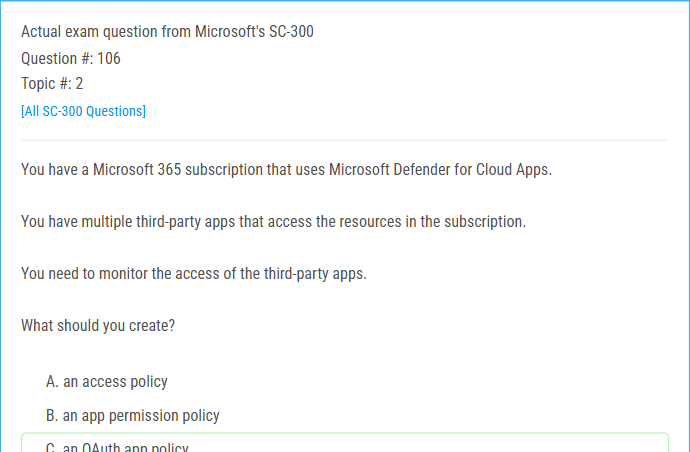 Actual exam question from Microsoft's SC-300
Question #: 106
Topic #: 2
[All SC-300 Questions]
You have a Microsoft 365 subscription that uses Microsoft Defender for Cloud Apps.
You have multiple third-party apps that access the resources in the subscription.
You need to monitor the access of the third-party apps.
What should you create?
A. an access policy
B. an app permission policy
C. an OAuth app policy